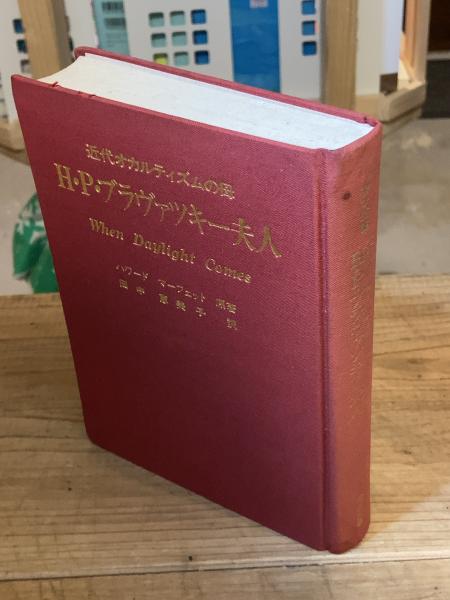 近代オカルティズムの母
H・P・ブラヴァツキー夫人
When Daylight Comes
ハワード マーフェット 原著
田中恵美子 訳